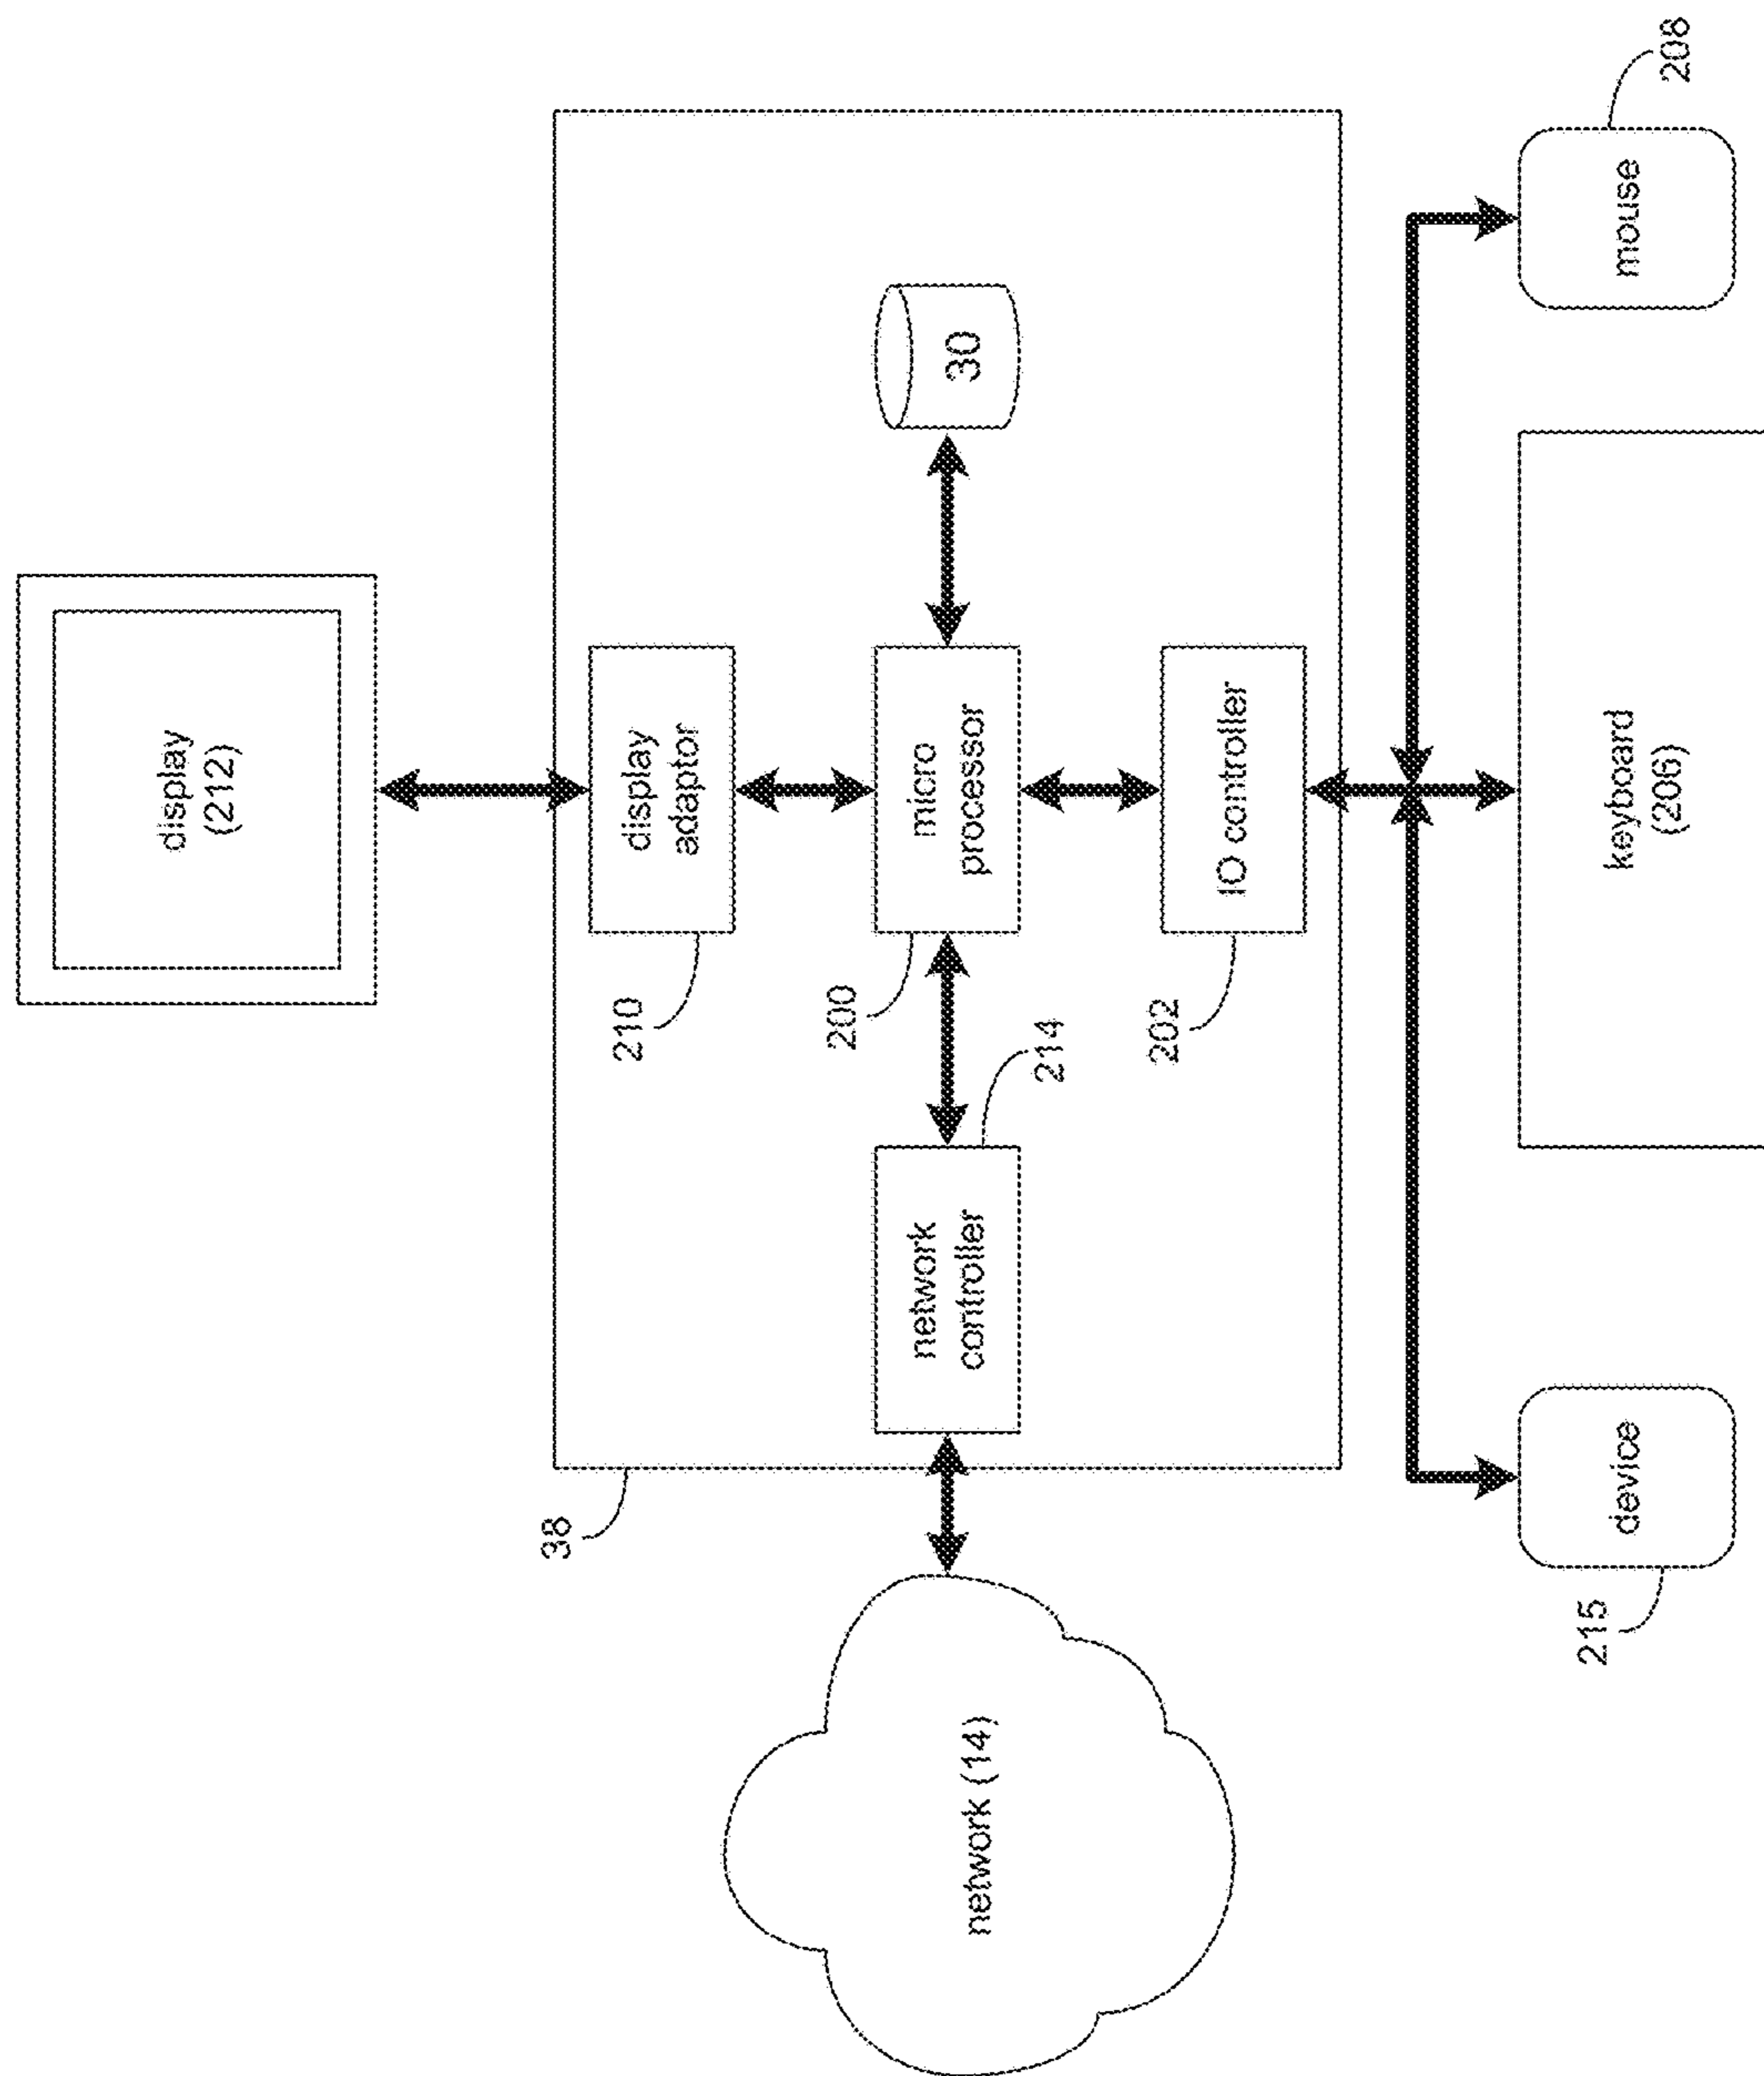 display
(212)
38
210
display
adaptor
network (14)
network
controller
214
200
micro
processor
30
202
IO controller
215
device
keyboard
(206)
mouse
208